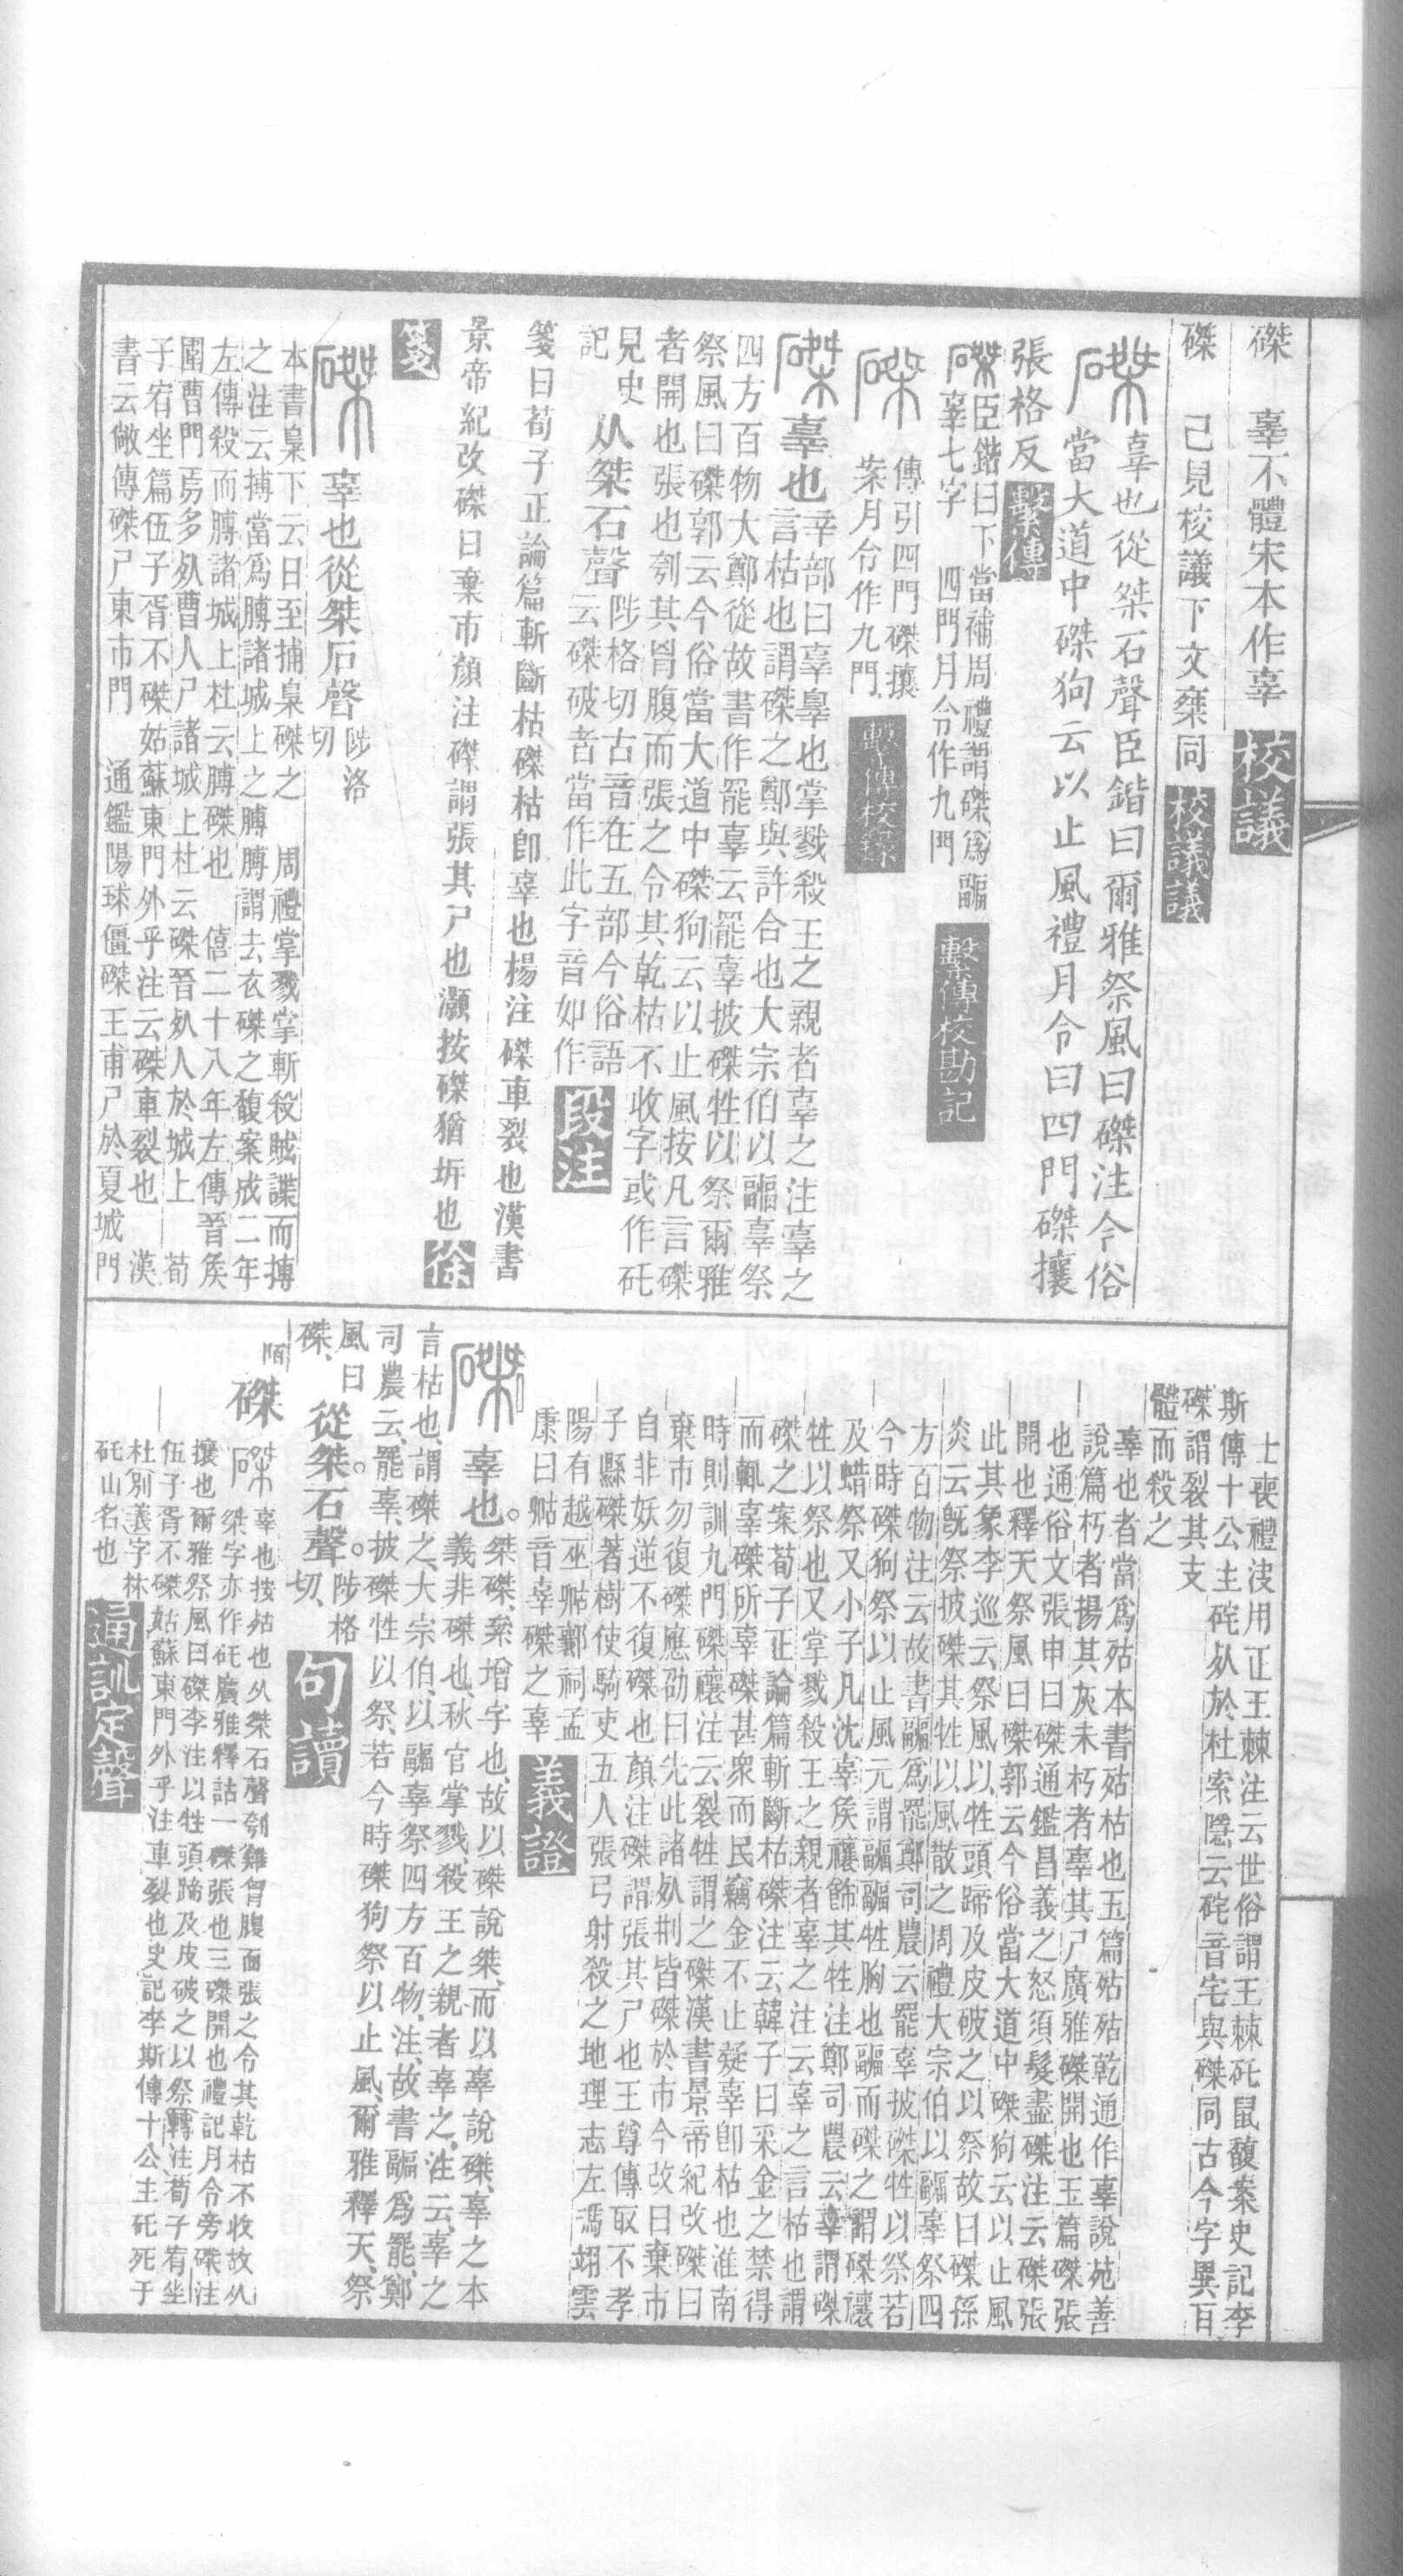 磔　辜不體宋本作辜　校議
磔　己見校議下文桀同　校議議
磔辜也從桀石聲臣鍇曰爾雅祭風曰磔注今俗
當大道中磔狗云以止風禮月令曰四門磔攘
張格反　繫傳
磔臣鍇曰下當補周禮謂磔爲疈
辜七字　四門月令作九門　繫傳校勘記
磔傳引四門磔攘
案月令作九門　繫傳校錄
磔辜也言枯也謂磔之鄭與許合也大宗伯以疈辜祭
辛部曰辜辠也掌戮殺王之親者辜之注辜之
四方百物大鄭從故書作罷辜云罷辜披磔牲以祭爾雅
祭風曰磔郭云今俗當大道中磔狗云以止風按凡言磔
者開也張也刳其胷腹而張之令其乾枯不收字或作矺
見史記　从桀石聲陟格切古音在五部今俗語
云磔破者當作此字音如作　段注
箋曰荀子正論篇斬斷枯磔枯即辜也楊注磔車裂也漢書
景帝紀改磔曰棄市顏注磔謂張其尸也灝按磔猶坼也　徐
箋
磔辜也從桀石聲陟洛切
本書梟下云日至捕梟磔之　周禮掌戮掌斬殺賊諜而搏
之注云搏當爲膊諸城上之膊膊謂去衣磔之馥案成二年
左傳殺而膊諸城上杜云膊磔也　僖二十八年左傳晉侯
圍曹門焉多死曹人尸諸城上杜云磔晉死人於城上　荀
子宥坐篇伍子胥不磔姑蘇東門外乎注云磔車裂也　漢
書云敞傳磔尸東市門　通鑑陽球僵磔王甫尸於夏城門
士喪禮決用正王棘注云世俗謂王棘矺鼠馥案史記李
斯傳十公主矺死於杜索隱云矺音宅與磔同古今字異耳
磔謂裂其支
體而殺之
辜也者當爲殆本書殆枯也玉篇殆殆乾通作辜說苑善
說篇朽者揚其灰未朽者辜其尸廣雅磔開也玉篇磔張
也通俗文張申曰磔通鑑昌義之怒須髮盡磔注云磔張
開也釋天祭風曰磔郭云今俗當大道中磔狗云以止風
此其象李巡云祭風以牲頭蹄及皮破之以祭故曰磔孫
炎云旣祭披磔其牲以風散之周禮大宗伯以疈辜祭四
方百物注云故書疈爲罷鄭司農云罷辜披磔牲以祭若
今時磔狗祭以止風元謂疈疈牲胸也疈而磔之謂磔禳
及蜡祭又小子凡沈辜侯禳飾其牲注鄭司農云辜謂磔
牲以祭也又掌戮殺王之親者辜之注云辜之言枯也謂
磔之案荀子正論篇斬斷枯磔注云韓子曰采金之禁得
而輒辜磔所辜磔甚衆而民竊金不止疑辜即枯也淮南
時則訓九門磔禳注云裂牲謂之磔漢書景帝紀改磔曰
棄市勿復磔應劭曰先此諸死刑皆磔於市今改曰棄市
自非妖逆不復磔也顏注磔謂張其尸也王尊傳取不孝
子縣磔著樹使騎吏五人張弓射殺之地理志左馮翊雲
陽有越巫䣻䣢祠孟
康曰䣻音辜磔之辜　義證
磔辜也。桀磔、桀增字也、故以磔說桀、而以辜說磔、辜之本
義非磔也、秋官掌戮、殺王之親者辜之、注云、辜之
言枯也、謂磔之、大宗伯、以疈辜祭四方百物、注、故書疈爲罷、鄭
司農云、罷辜、披磔牲以祭、若今時磔狗祭以止風、爾雅釋天、祭
風曰磔、從桀石聲。陟格切、　句讀
陌　磔
辜也按殆也从桀石聲刳雞胷腹而張之令其乾枯不收故从
桀字亦作矺廣雅釋詁一磔張也三磔開也禮記月令旁磔注
攘也爾雅祭風曰磔李注以牲頭蹄及皮破之以祭轉注荀子宥坐
伍子胥不磔姑蘇東門外乎注車裂也史記李斯傳十公主矺死于
杜別義字林
矺山名也　通訓定聲